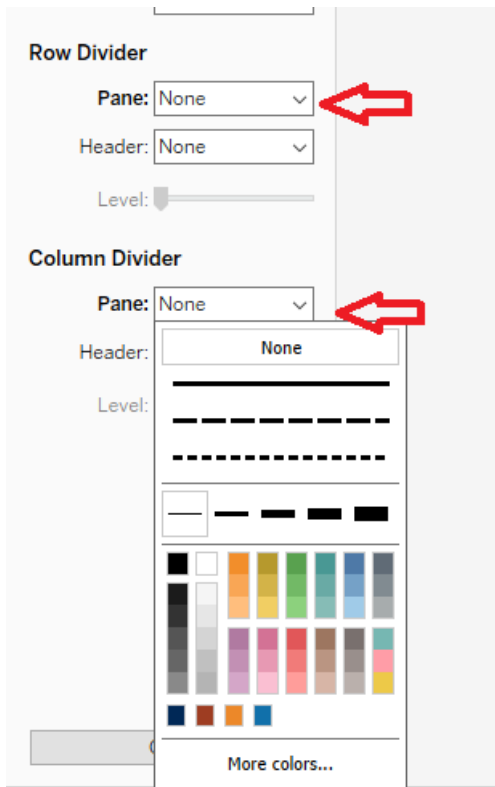 Row Divider
Pane: None
Header: None
Level:
Column Divider
Pane: None
Header:
None
Level:
More colors...